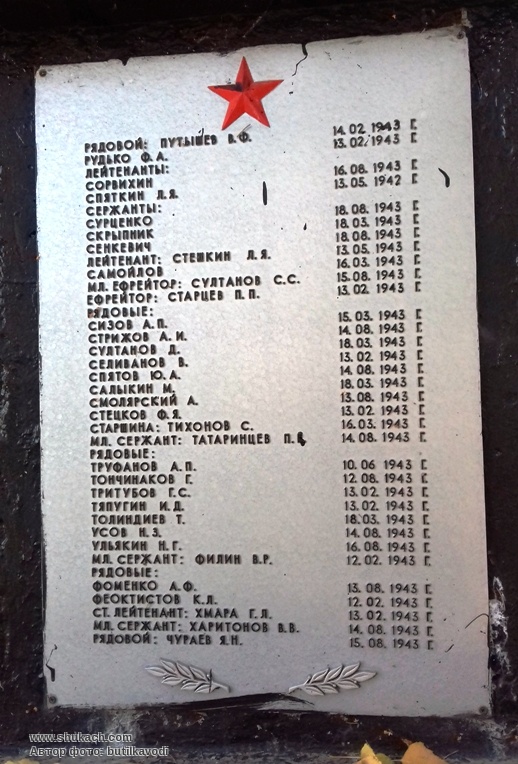 РЯДОВОЙ: ПУТЫШЕВ В.Ф. 14.02 1943 Г.
РУДЬКО Ф.А. 13.02.1943 Г.
ЛЕЙТЕНАНТЫ:
СОРВИХИН 16.08 1943 Г.
СПЯТКИН Л.Я. 13.05. 1942 Г.
СЕРЖАНТЫ:
СУРЦЕНКО 18.08. 1943 Г.
СКРЫПНИК 18.03. 1943 Г.
СЕНКЕВИЧ 18.08. 1943 Г.
ЛЕЙТЕНАНТ: СТЕШКИН Л.Я. 13.05. 1943 Г.
САМОЙЛОВ 16.03. 1943 Г.
МЛ. ЕФРЕЙТОР: СУЛТАНОВ С.С. 15.08. 1943 Г.
ЕФРЕЙТОР: СТАРЦЕВ П.П. 13.02. 1943 Г.
РЯДОВЫЕ:
СИЗОВ А.П. 15.03. 1943 Г.
СТРИЖОВ А.И. 14.08. 1943 Г.
СУЛТАНОВ Д. 18.03. 1943 Г.
СЕЛИВАНОВ В. 13.02. 1943 Г.
СПЯТОВ Ю.А. 14.08. 1943 Г.
САЛЫКИН М. 18.03. 1943 Г.
СМОЛЯРСКИЙ А. 13.08. 1943 Г.
СТЕЦКОВ Ф.Я. 13.02. 1943 Г.
СТАРШИНА: ТИХОНОВ С. 16.03. 1943 Г.
МЛ. СЕРЖАНТ: ТАТАРИНЦЕВ П. 14.08. 1943 Г.
РЯДОВЫЕ:
ТРУФАНОВ А.П. 10.06 1943 Г.
ТОНЧИНАКОВ Г. 12.08. 1943 Г.
ТРИТУБОВ Г.С. 13.02. 1943 Г.
ТЯПУГИН И.Д. 13.02. 1943 Г.
ТОЛИНДИЕВ Т. 18.03. 1943 Г.
УСОВ Н.З. 14.08. 1943 Г.
УЛЬЯКИН Н.Г. 16.08. 1943 Г.
МЛ. СЕРЖАНТ: ФИЛИН В.Р. 12.02. 1943 Г.
РЯДОВЫЕ:
ФОМЕНКО А.Ф. 13.08. 1943 Г.
ФЕОКТИСТОВ К.Л. 12.02. 1943 Г.
СТ. ЛЕЙТЕНАНТ: ХМАРА Г.Л. 13.02. 1943 Г.
МЛ. СЕРЖАНТ: ХАРИТОНОВ В.В. 14.08. 1943 Г.
РЯДОВОЙ: ЧУРАЕВ Я.Н. 15.08. 1943 Г.
www.shukach.com
Автор фото: butilkavodi